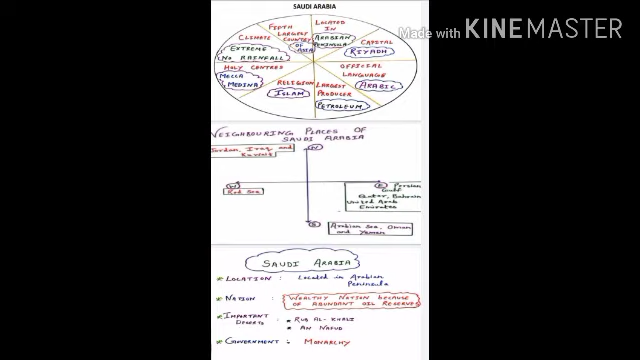 SAUDI ARABIA
Made with KINEMASTER
CLIMATE
EXTREME
NO RAINFALL
FIFTH
LARGEST
COUNTRY
OF ASIA
LOCATED
IN
ARABIAN
PENINSULA
CAPITAL
RIYADH
HOLY CENTRES
MECCA
MEDINA
RELIGION
ISLAM
LARGEST
PRODUCER
PETROLEUM
OFFICIAL
LANGUAGE
ARABIC
NEIGHBOURING PLACES OF
SAUDI ARABIA
Jordan, Iraq and
Kuwait
N
W
Red Sea
E Persian
Gulf
Qatar, Bahrain
United Arab
Emirates
S
Arabian Sea, Oman
and Yemen
SAUDI ARABIA
* LOCATION : Located in Arabian
Peninsula
* NATION : WEALTHY NATION BECAUSE
OF ABUNDANT OIL RESERVES
* IMPORTANT : * RUB AL-KHALI
DESERTS * AN NAFUD
* GOVERNMENT :- MONARCHY